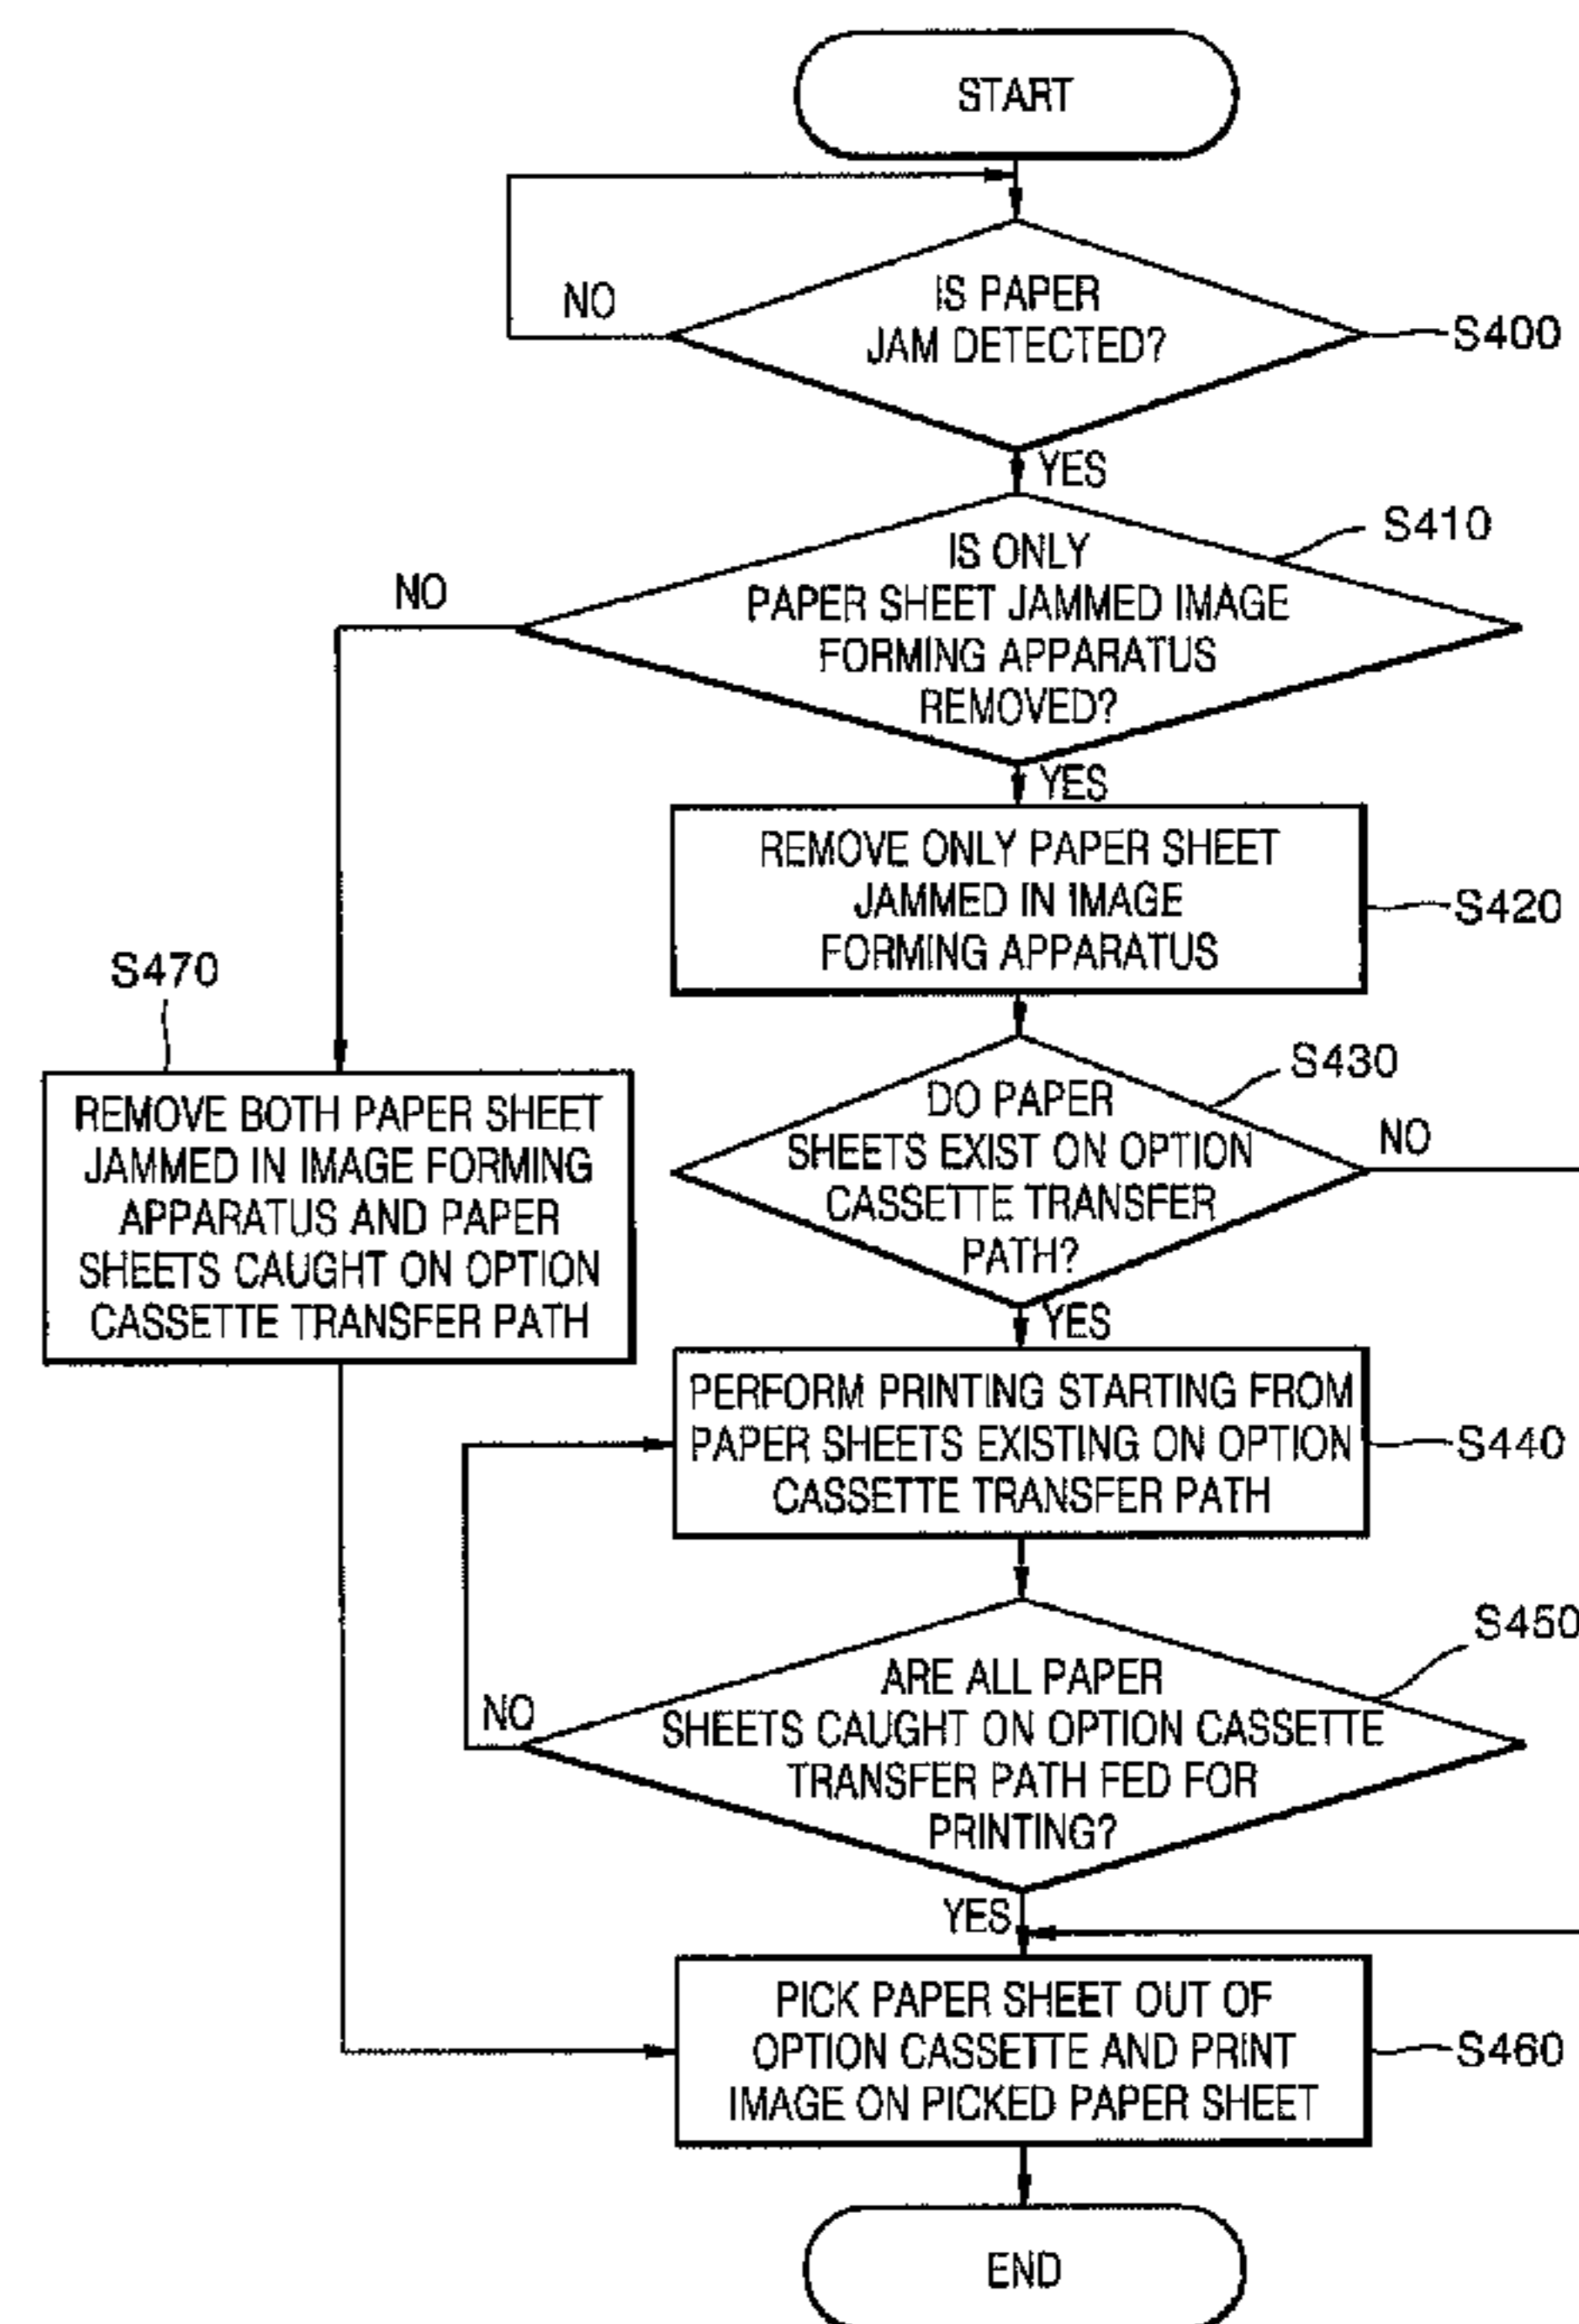 START
NO
IS PAPER
JAM DETECTED?
S400
YES
S410
IS ONLY
PAPER SHEET JAMMED IMAGE
FORMING APPARATUS
REMOVED?
NO
YES
REMOVE ONLY PAPER SHEET
JAMMED IN IMAGE
FORMING APPARATUS
S420
S470
REMOVE BOTH PAPER SHEET
JAMMED IN IMAGE FORMING
APPARATUS AND PAPER
SHEETS CAUGHT ON OPTION
CASSETTE TRANSFER PATH
S430
DO PAPER
SHEETS EXIST ON OPTION
CASSETTE TRANSFER
PATH?
NO
YES
PERFORM PRINTING STARTING FROM
PAPER SHEETS EXISTING ON OPTION
CASSETTE TRANSFER PATH
S440
S450
ARE ALL PAPER
SHEETS CAUGHT ON OPTION CASSETTE
TRANSFER PATH FED FOR
PRINTING?
NO
YES
PICK PAPER SHEET OUT OF
OPTION CASSETTE AND PRINT
IMAGE ON PICKED PAPER SHEET
S460
END